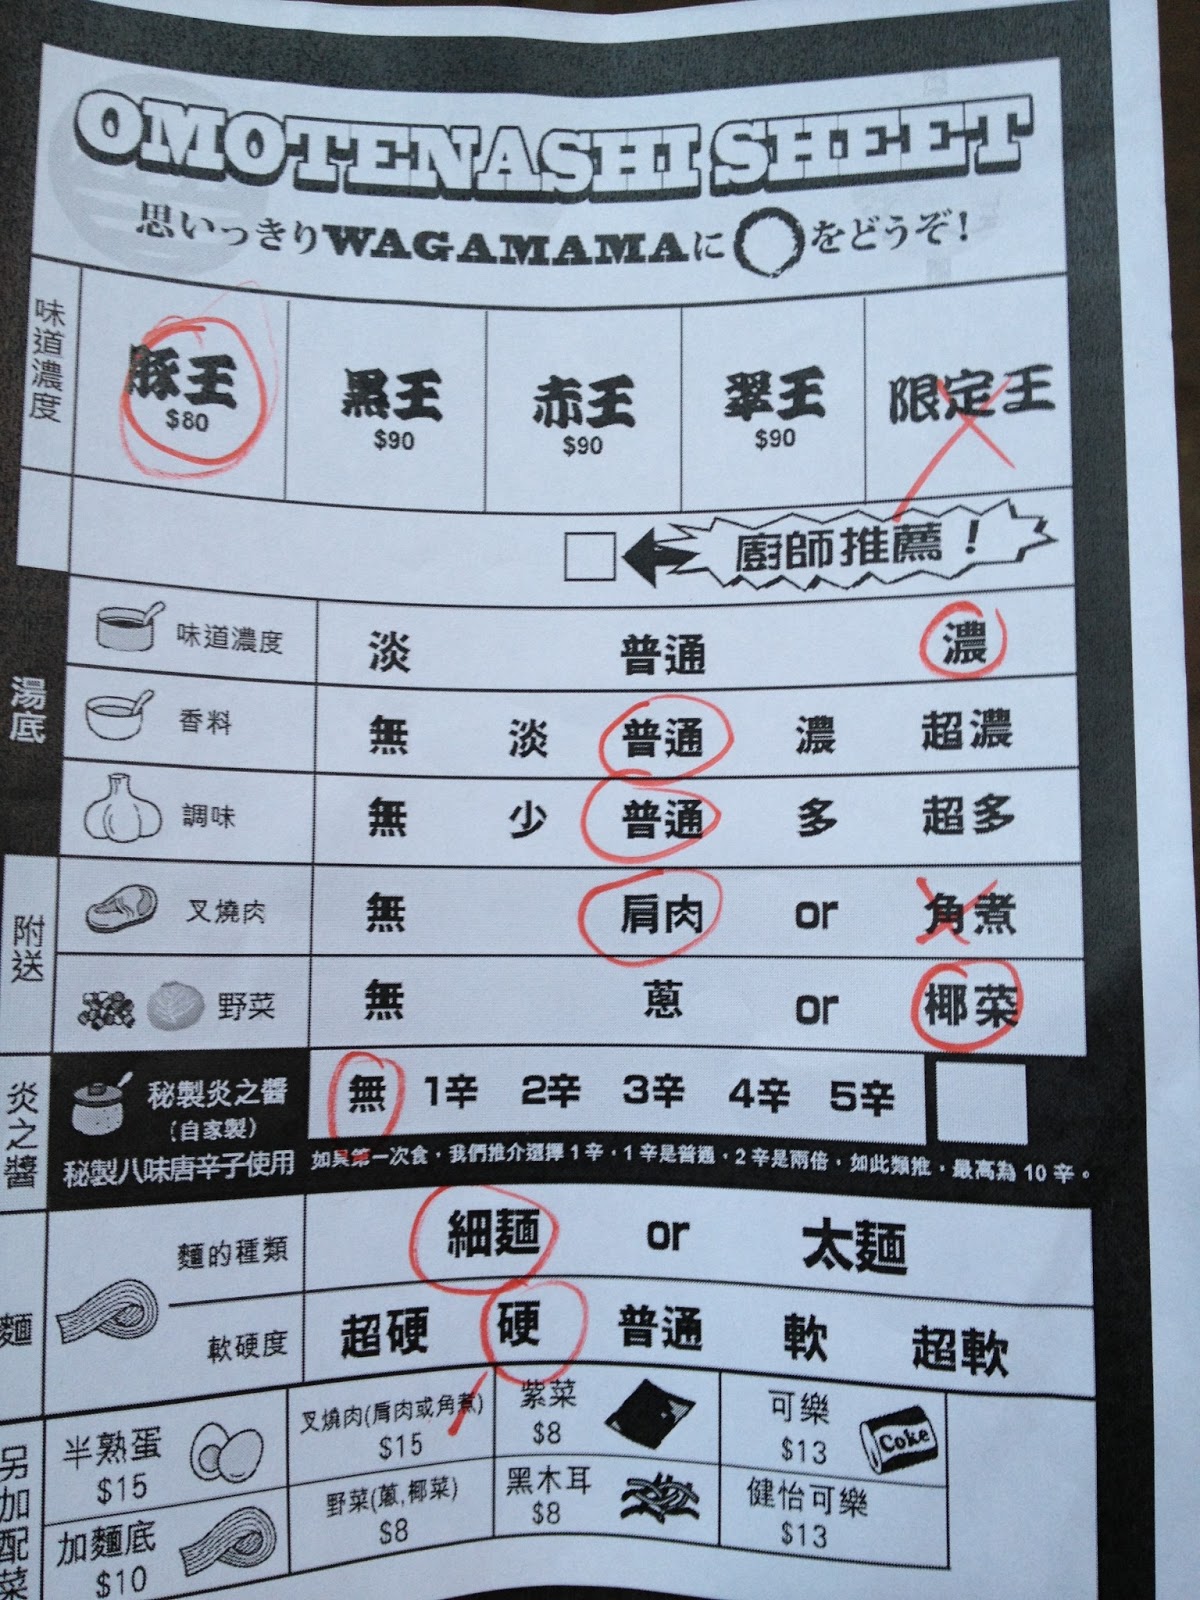 OMOTENASHI SHEET
思いっきりWAGAMAMAに◯をどうぞ!
味道濃度
豚王 黒王 赤王 翠王 限定王
$80 $90 $90 $90
廚師推薦!
湯底
味道濃度 淡 普通 濃
香料 無 淡 普通 濃 超濃
調味 無 少 普通 多 超多
附送
叉燒肉 無 肩肉 or 角煮
野菜 無 蔥 or 椰菜
炎之醬
秘製炎之醬 無 1辛 2辛 3辛 4辛 5辛
(自家製)
秘製八味唐辛子使用
如果第一次食,我們推介選擇1辛,1辛是普通,2辛是兩倍,如此類推,最高為10辛。
麵
麵的種類 細麵 or 太麵
軟硬度 超硬 硬 普通 軟 超軟
另加配菜
半熟蛋 叉燒肉(肩肉或角煮) 紫菜 可樂 Coke
$15 $15 $8 $13
加麵底 野菜(蔥,椰菜) 黑木耳 健怡可樂
$10 $8 $8 $13